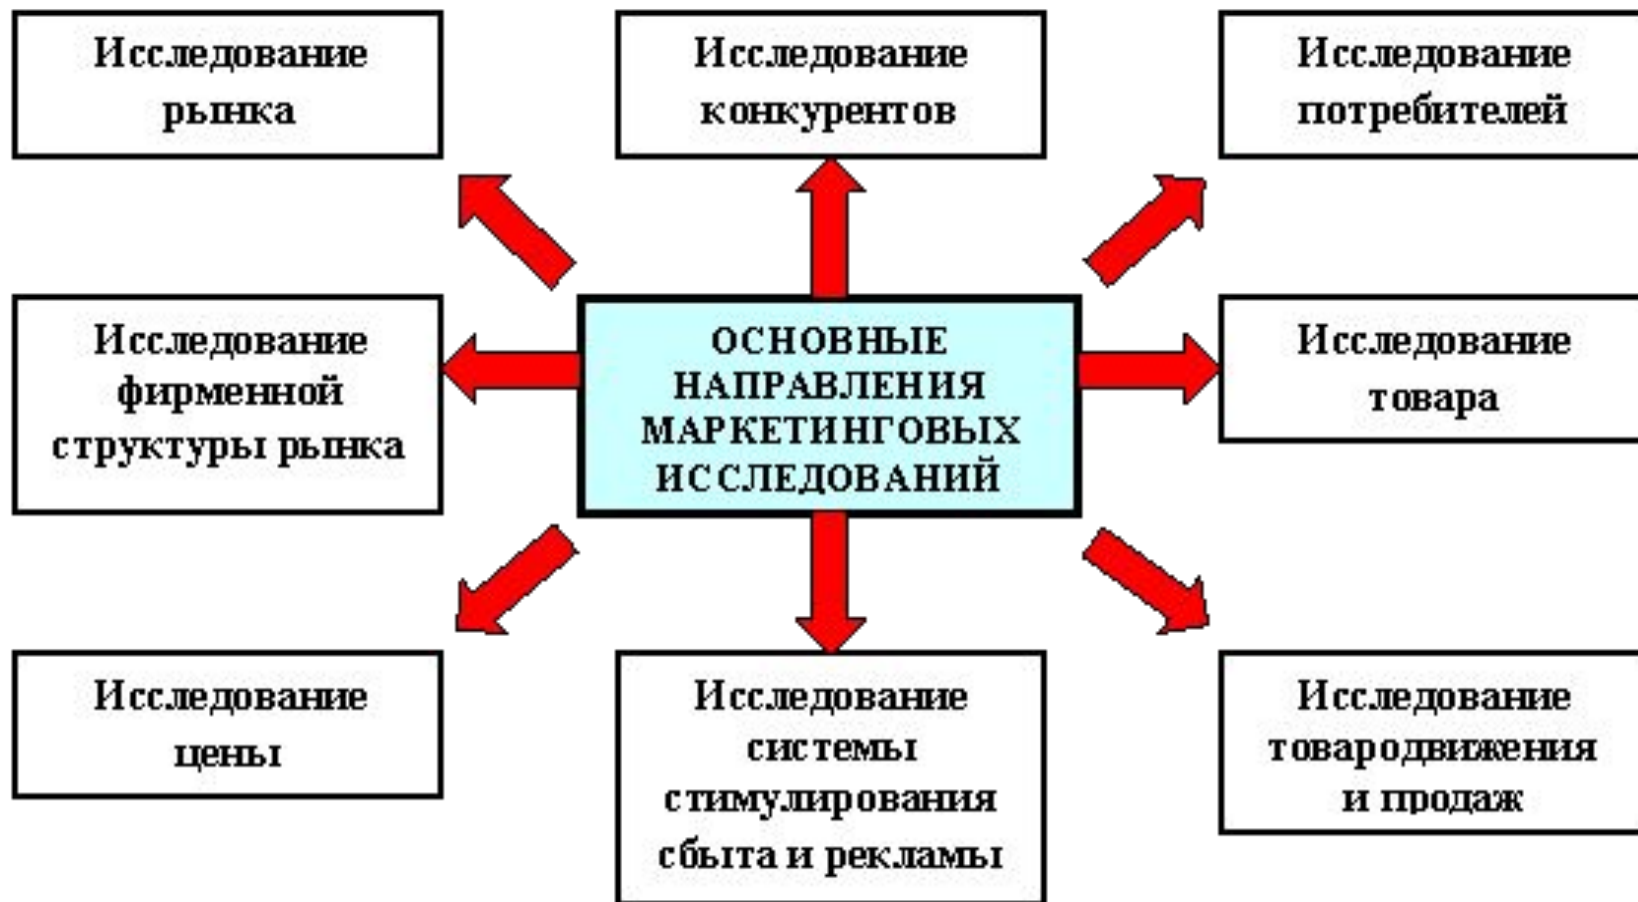 Исследование
рынка
Исследование
конкурентов
Исследование
потребителей
Исследование
фирменной
структуры рынка
ОСНОВНЫЕ
НАПРАВЛЕНИЯ
МАРКЕТИНГОВЫХ
ИССЛЕДОВАНИЙ
Исследование
товара
Исследование
цены
Исследование
системы
стимулирования
сбыта и рекламы
Исследование
товародвижения
и продаж